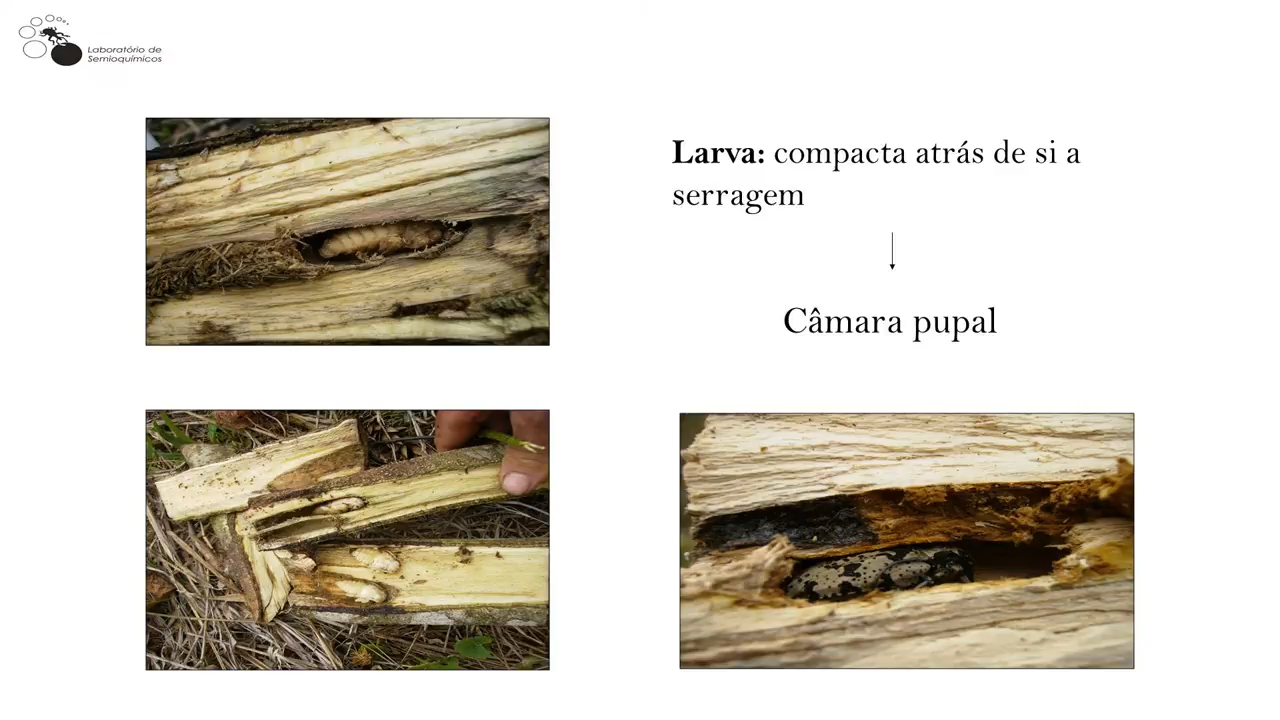 Laboratório de
Semioquímicos
Larva: compacta atrás de si a
serragem
Câmara pupal